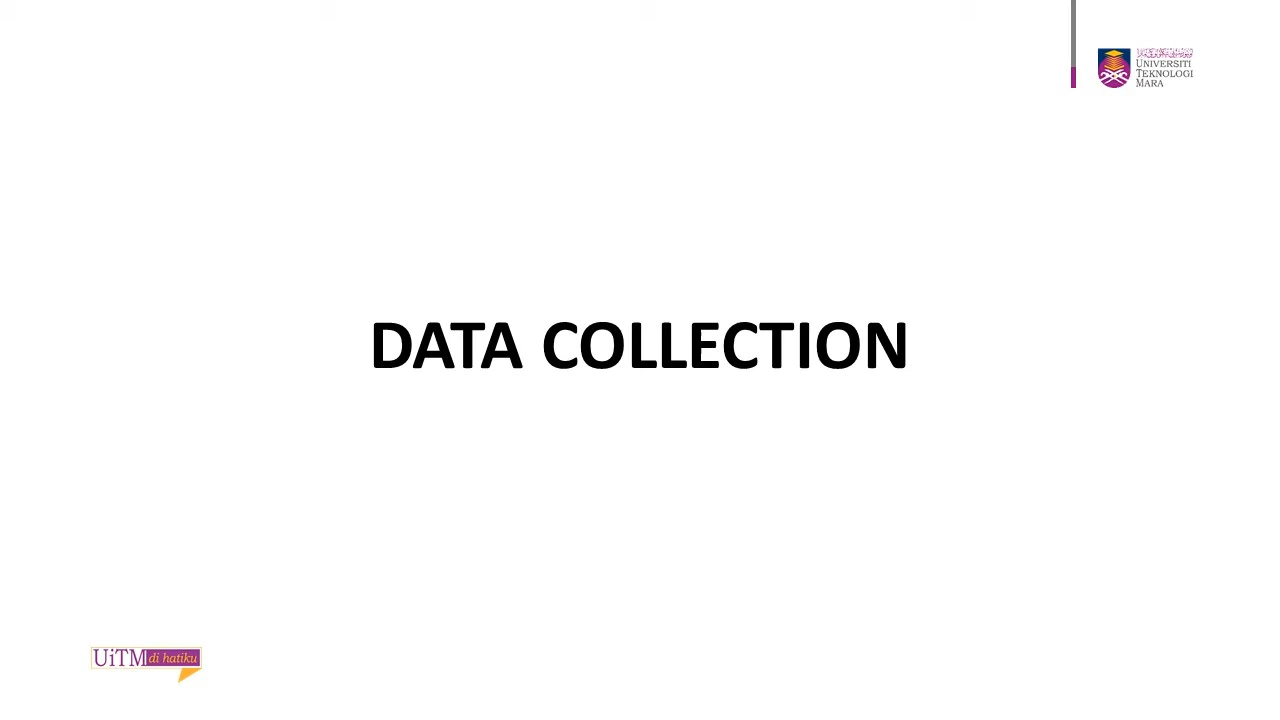 UNIVERSITI
TEKNOLOGI
MARA
DATA COLLECTION
UiTM di hatiku